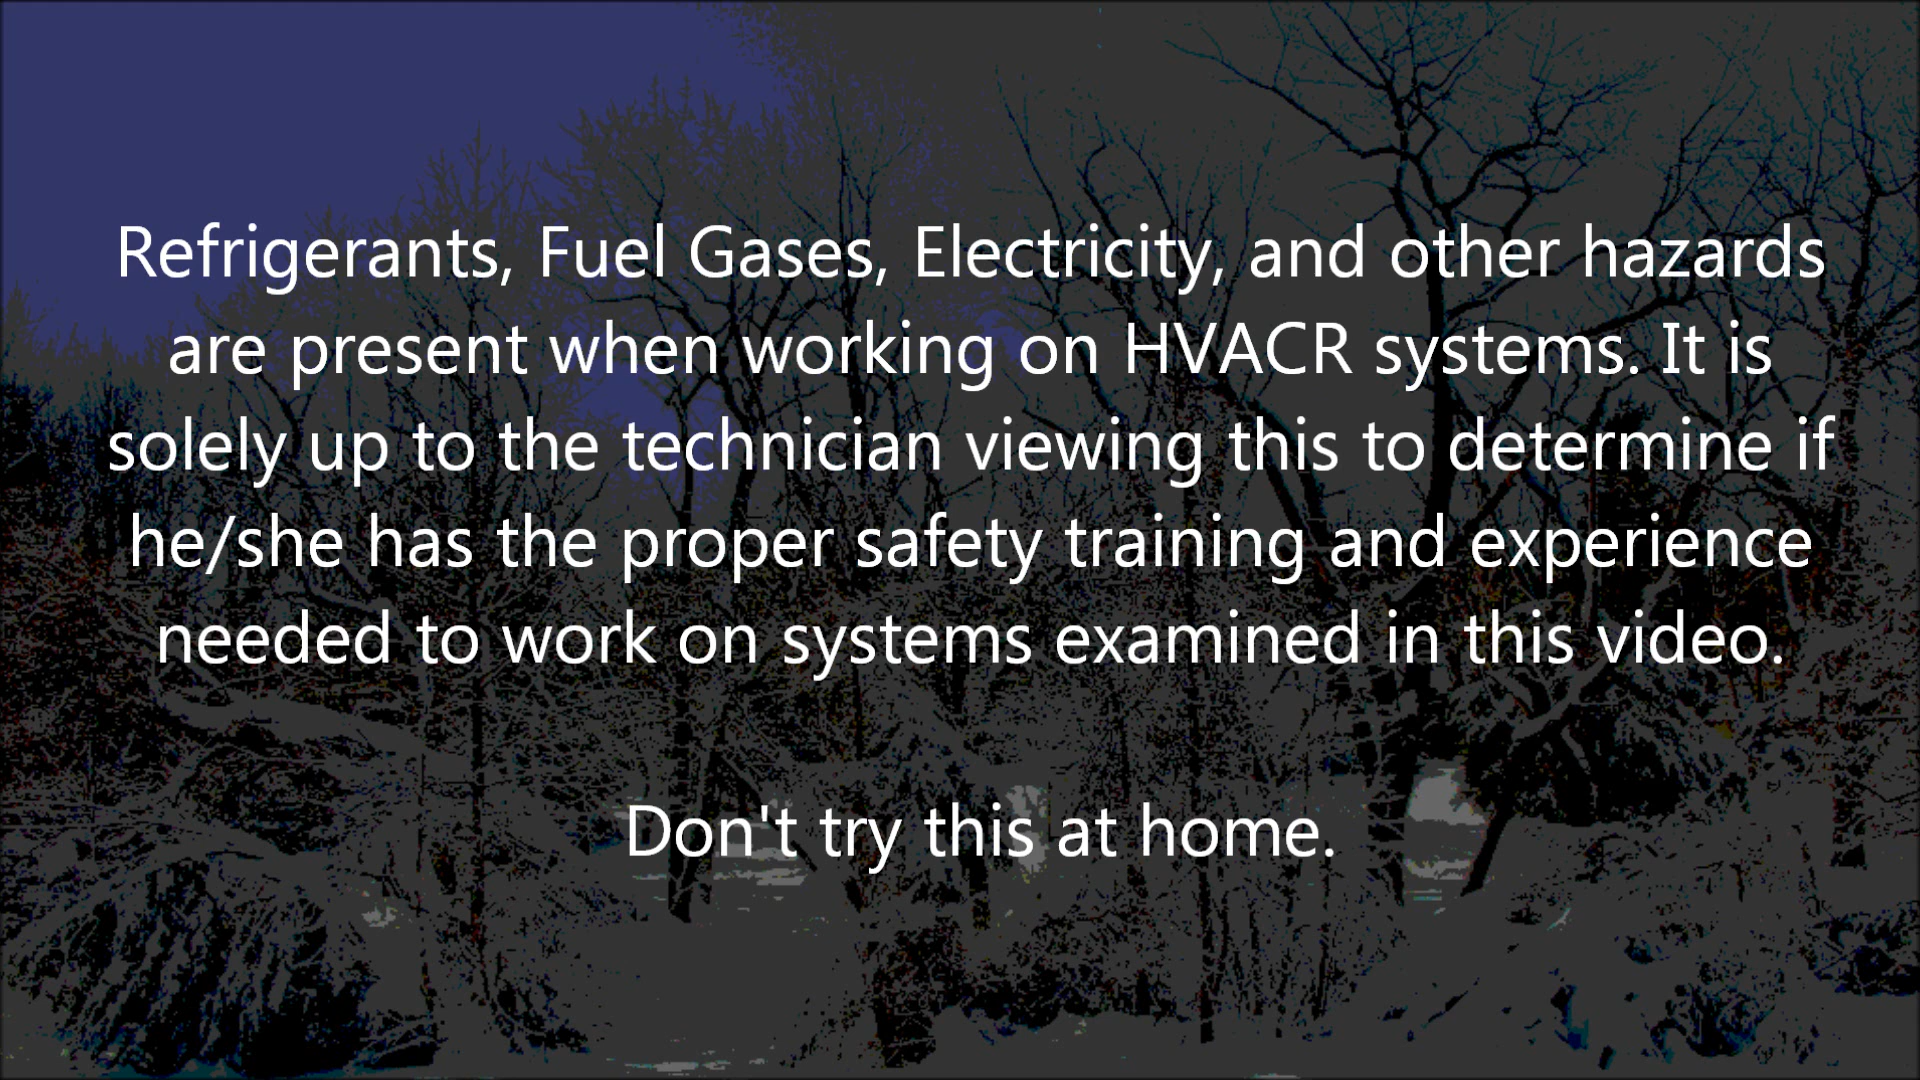 Refrigerants, Fuel Gases, Electricity, and other hazards
are present when working on HVACR systems. It is
solely up to the technician viewing this to determine if
he/she has the proper safety training and experience
needed to work on systems examined in this video.
Don't try this at home.